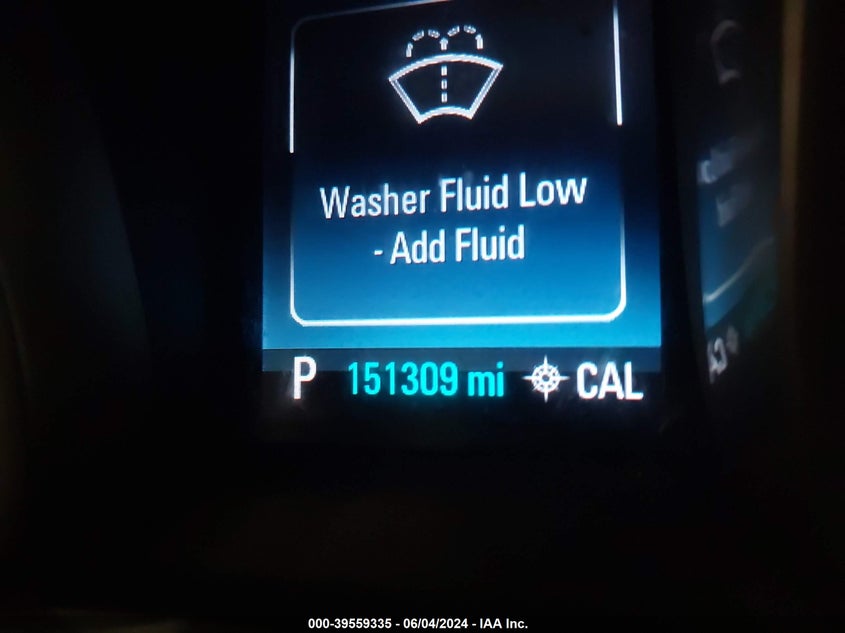 Washer Fluid Low
- Add Fluid
P 151309 mi CAL
000-39559335 - 06/04/2024 - IAA Inc.